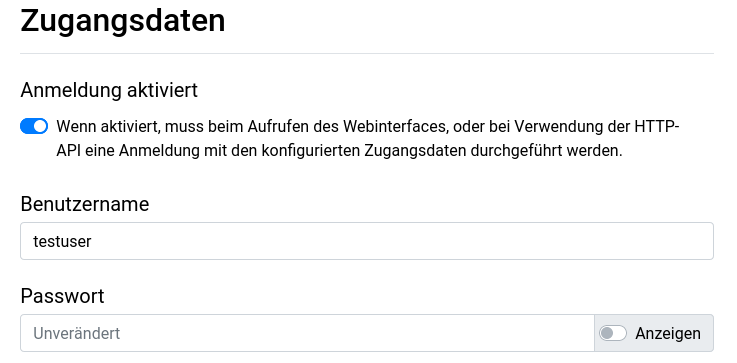 Zugangsdaten
Anmeldung aktiviert
Wenn aktiviert, muss beim Aufrufen des Webinterfaces, oder bei Verwendung der HTTP-
API eine Anmeldung mit den konfigurierten Zugangsdaten durchgeführt werden.
Benutzername
testuser
Passwort
Unverändert Anzeigen